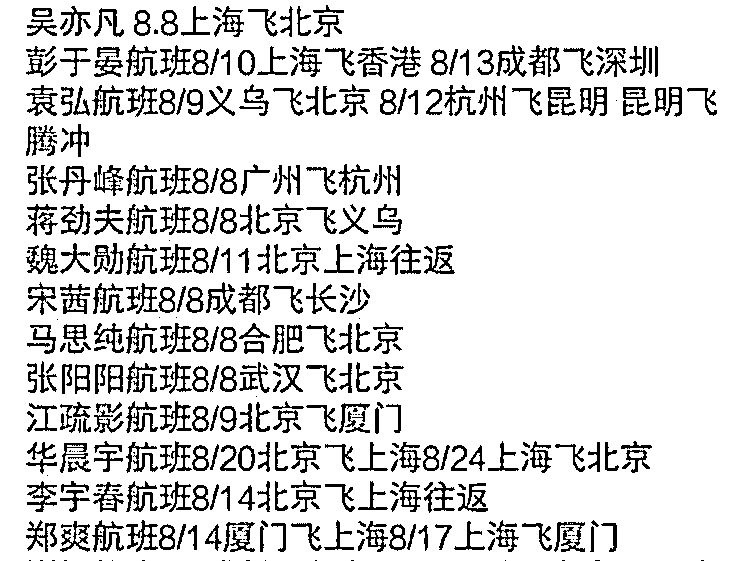 吴亦凡 8.8上海飞北京
彭于晏航班8/10上海飞香港 8/13成都飞深圳
袁弘航班8/9义乌飞北京 8/12杭州飞昆明 昆明飞
腾冲
张丹峰航班8/8广州飞杭州
蒋劲夫航班8/8北京飞义乌
魏大勋航班8/11北京上海往返
宋茜航班8/8成都飞长沙
马思纯航班8/8合肥飞北京
张阳阳航班8/8武汉飞北京
江疏影航班8/9北京飞厦门
华晨宇航班8/20北京飞上海8/24上海飞北京
李宇春航班8/14北京飞上海往返
郑爽航班8/14厦门飞上海8/17上海飞厦门